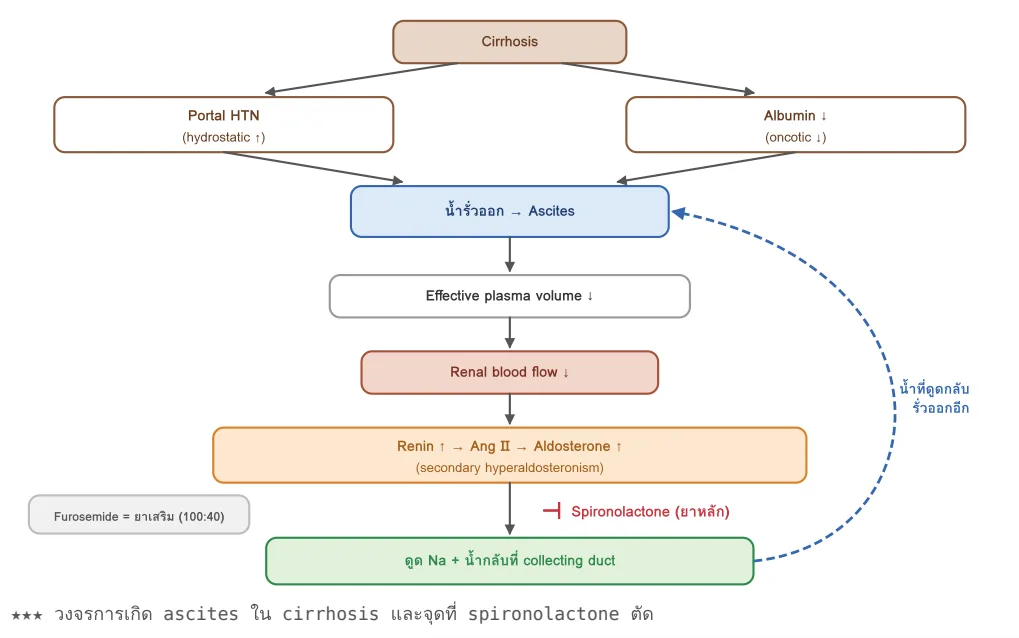 Cirrhosis
Portal HTN
(hydrostatic ↑)
Albumin ↓
(oncotic ↓)
น้ำรั่วออก → Ascites
Effective plasma volume ↓
Renal blood flow ↓
น้ำที่ดูดกลับ
รั่วออกอีก
Renin ↑ → Ang II → Aldosterone ↑
(secondary hyperaldosteronism)
Furosemide = ยาเสริม (100:40)
Spironolactone (ยาหลัก)
ดูด Na + น้ำกลับที่ collecting duct
★★★ วงจรการเกิด ascites ใน cirrhosis และจุดที่ spironolactone ตัด